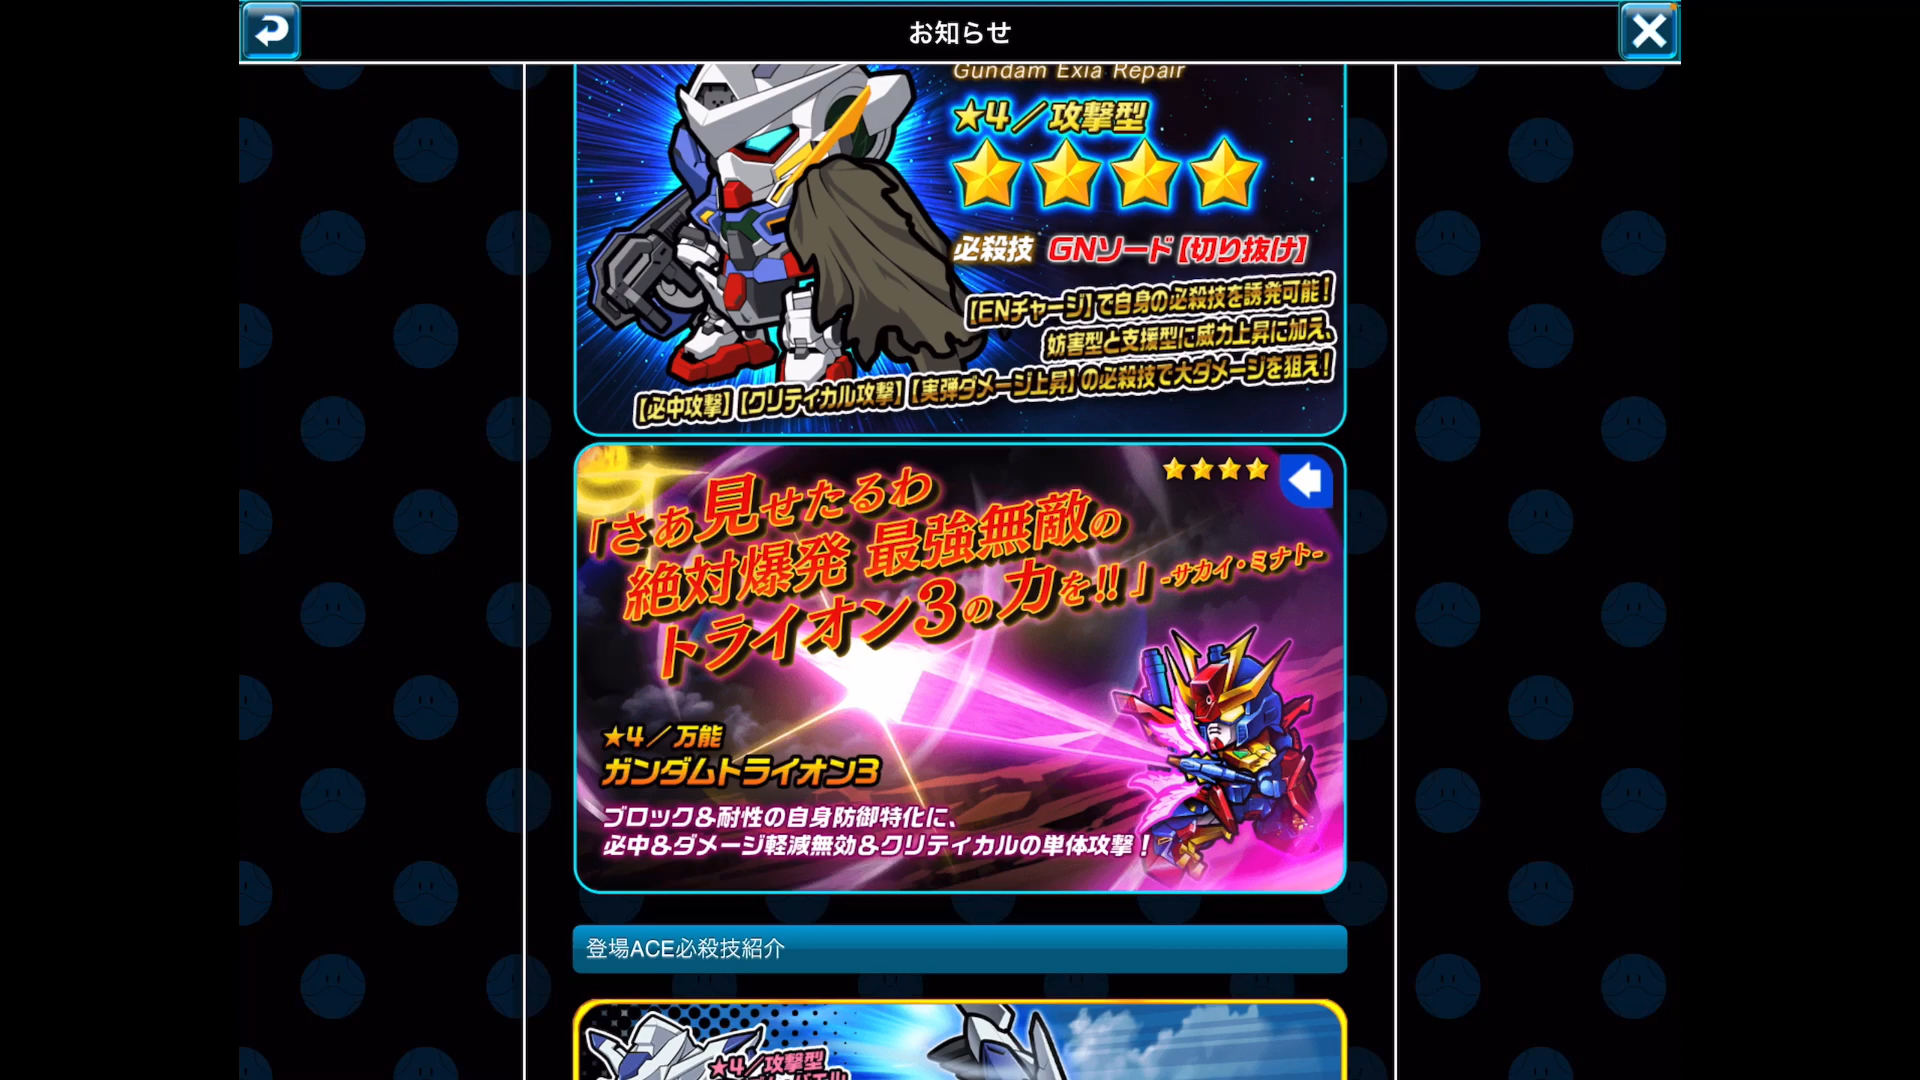 お知らせ
Gundam Exia Repair
★4／攻撃型
必殺技 GNソード【切り抜け】
【ENチャージ】で自身の必殺技を誘発可能！
妨害型と支援型に威力上昇に加え、
【必中攻撃】【クリティカル攻撃】【実弾ダメージ上昇】の必殺技で大ダメージを狙え！
「さあ見せたるわ
絶対爆発 最強無敵の
トライオン3の力を!!」-サカイ・ミナト-
★4／万能
ガンダムトライオン3
ブロック＆耐性の自身防御特化に、
必中＆ダメージ軽減無効＆クリティカルの単体攻撃！
登場ACE必殺技紹介
★4／攻撃型